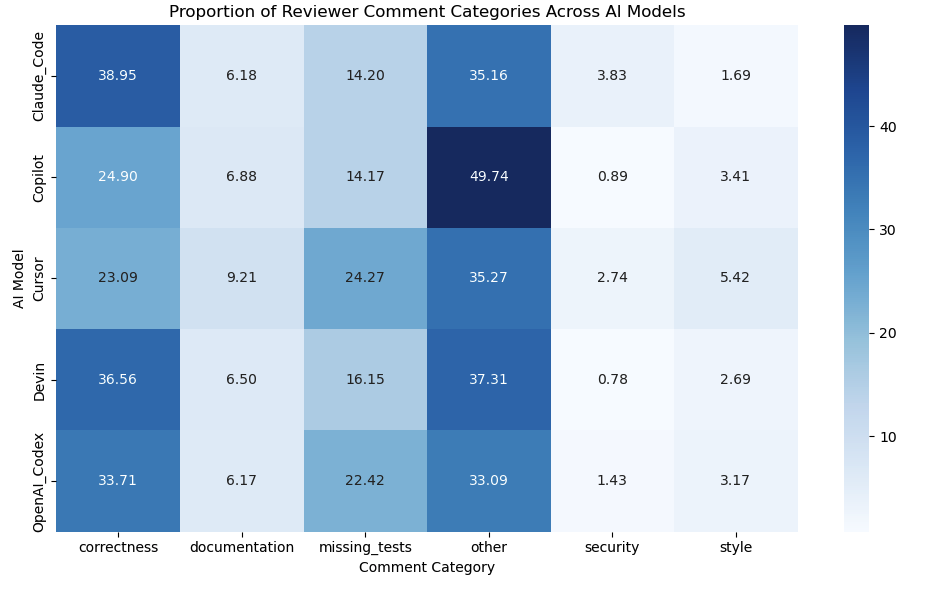 Proportion of Reviewer Comment Categories Across AI Models
AI Model
Claude_Code
38.95 6.18 14.20 35.16 3.83 1.69
Copilot
24.90 6.88 14.17 49.74 0.89 3.41
Cursor
23.09 9.21 24.27 35.27 2.74 5.42
Devin
36.56 6.50 16.15 37.31 0.78 2.69
OpenAI_Codex
33.71 6.17 22.42 33.09 1.43 3.17
correctness documentation missing_tests other security style
Comment Category
40
30
20
10